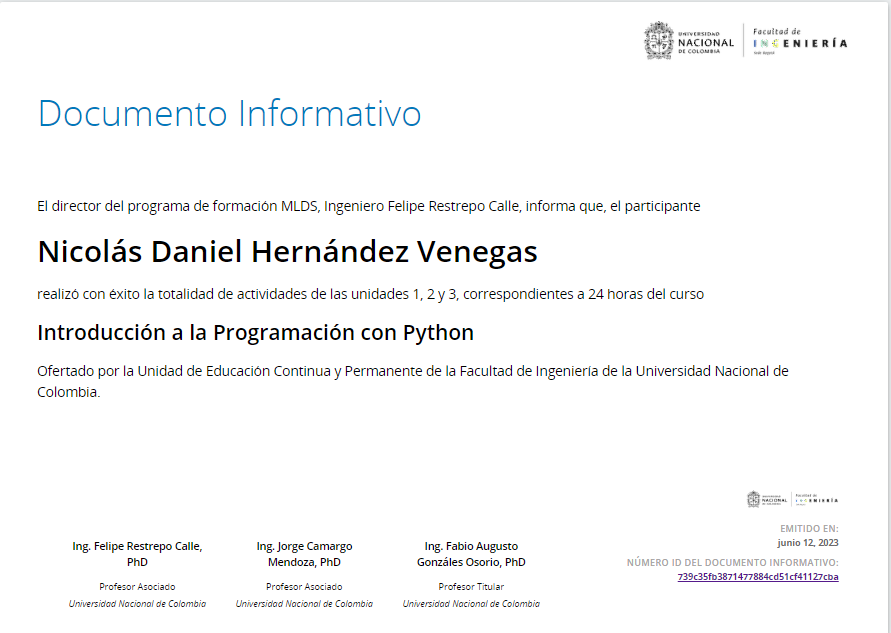 UNIVERSIDAD
NACIONAL
DE COLOMBIA
Facultad de
INGENIERÍA
Sede Bogotá
Documento Informativo
El director del programa de formación MLDS, Ingeniero Felipe Restrepo Calle, informa que, el participante
Nicolás Daniel Hernández Venegas
realizó con éxito la totalidad de actividades de las unidades 1, 2 y 3, correspondientes a 24 horas del curso
Introducción a la Programación con Python
Ofertado por la Unidad de Educación Continua y Permanente de la Facultad de Ingeniería de la Universidad Nacional de
Colombia.
Ing. Felipe Restrepo Calle,
PhD
Profesor Asociado
Universidad Nacional de Colombia
Ing. Jorge Camargo
Mendoza, PhD
Profesor Asociado
Universidad Nacional de Colombia
Ing. Fabio Augusto
Gonzáles Osorio, PhD
Profesor Titular
Universidad Nacional de Colombia
NACIONAL
INGENIERÍA
EMITIDO EN:
junio 12, 2023
NÚMERO ID DEL DOCUMENTO INFORMATIVO:
739c35fb3871477884cd51cf41127cba